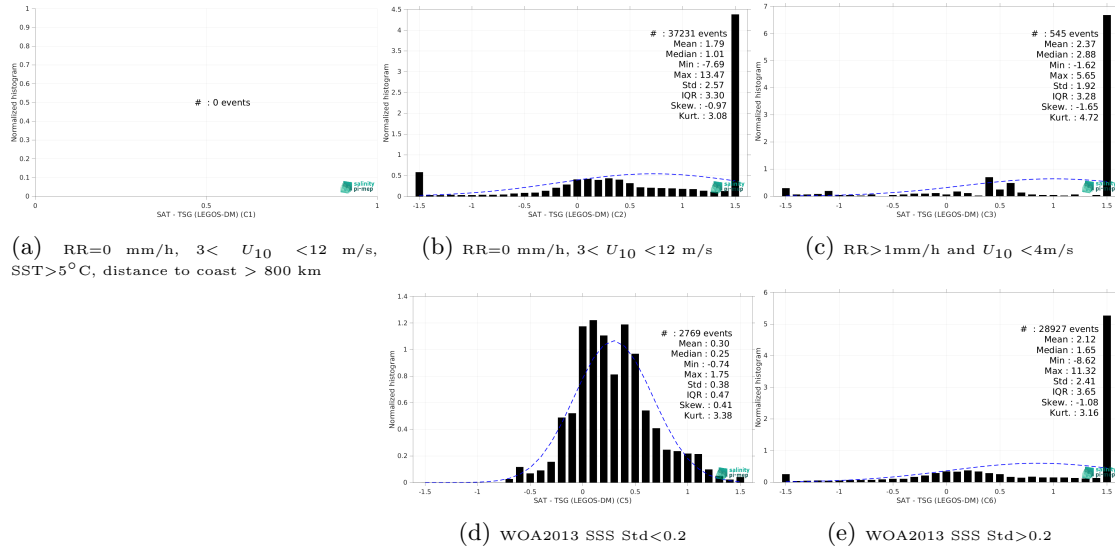 Normalized histogram
1
0.9
0.8
0.7
0.6
0.5
0.4
0.3
0.2
0.1
0
# : 0 events
salinity
pi-mep
0 0.5 1
SAT - TSG (LEGOS-DM) (C1)
(a) RR=0 mm/h, 3< U10 <12 m/s,
SST>5°C, distance to coast > 800 km
Normalized histogram
4.5
4
3.5
3
2.5
2
1.5
1
0.5
0
# : 37231 events
Mean : 1.79
Median : 1.01
Min : -7.69
Max : 13.47
Std : 2.57
IQR : 3.30
Skew. : -0.97
Kurt. : 3.08
salinity
pi-mep
-1.5 -1 -0.5 0 0.5 1 1.5
SAT - TSG (LEGOS-DM) (C2)
(b) RR=0 mm/h, 3< U10 <12 m/s
Normalized histogram
7
6
5
4
3
2
1
0
# : 545 events
Mean : 2.37
Median : 2.88
Min : -1.62
Max : 5.65
Std : 1.92
IQR : 3.28
Skew. : -1.65
Kurt. : 4.72
salinity
pi-mep
-1.5 -1 -0.5 0 0.5 1 1.5
SAT - TSG (LEGOS-DM) (C3)
(c) RR>1mm/h and U10 <4m/s
Normalized histogram
1.4
1.2
1
0.8
0.6
0.4
0.2
0
# : 2769 events
Mean : 0.30
Median : 0.25
Min : -0.74
Max : 1.75
Std : 0.38
IQR : 0.47
Skew. : 0.41
Kurt. : 3.38
salinity
pi-mep
-1.5 -1 -0.5 0 0.5 1 1.5
SAT - TSG (LEGOS-DM) (C5)
(d) WOA2013 SSS Std<0.2
Normalized histogram
6
5
4
3
2
1
0
# : 28927 events
Mean : 2.12
Median : 1.65
Min : -8.62
Max : 11.32
Std : 2.41
IQR : 3.65
Skew. : -1.08
Kurt. : 3.16
salinity
pi-mep
-1.5 -1 -0.5 0 0.5 1 1.5
SAT - TSG (LEGOS-DM) (C6)
(e) WOA2013 SSS Std>0.2